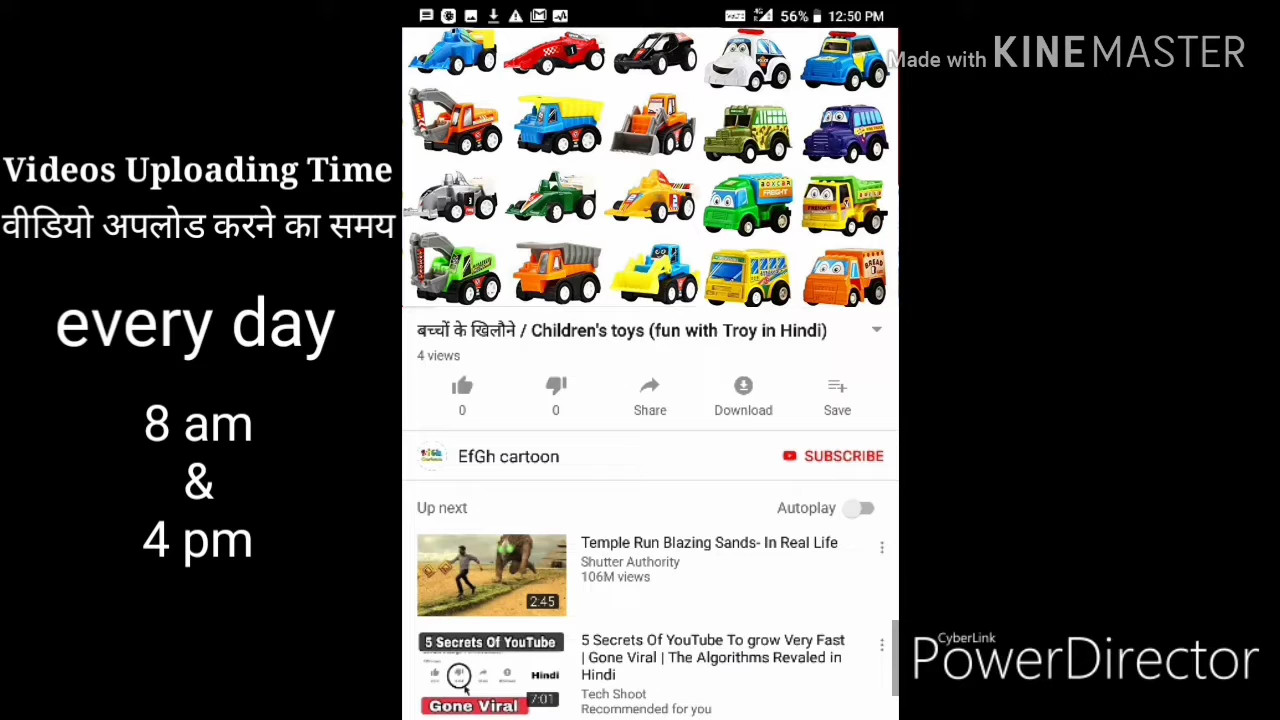 56%
12:50 PM
Made with KINEMASTER
Videos Uploading Time
वीडियो अपलोड करने का समय
every day
8 am
&
4 pm
बच्चों के खिलौने / Children's toys (fun with Troy in Hindi)
4 views
0
0
Share
Download
Save
EfGh cartoon
SUBSCRIBE
Up next
Autoplay
Temple Run Blazing Sands- In Real Life
Shutter Authority
106M views
2:45
5 Secrets Of YouTube
Hindi
7:01
Gone Viral
5 Secrets Of YouTube To grow Very Fast
| Gone Viral | The Algorithms Revaled in
Hindi
Tech Shoot
Recommended for you
CyberLink
PowerDirector